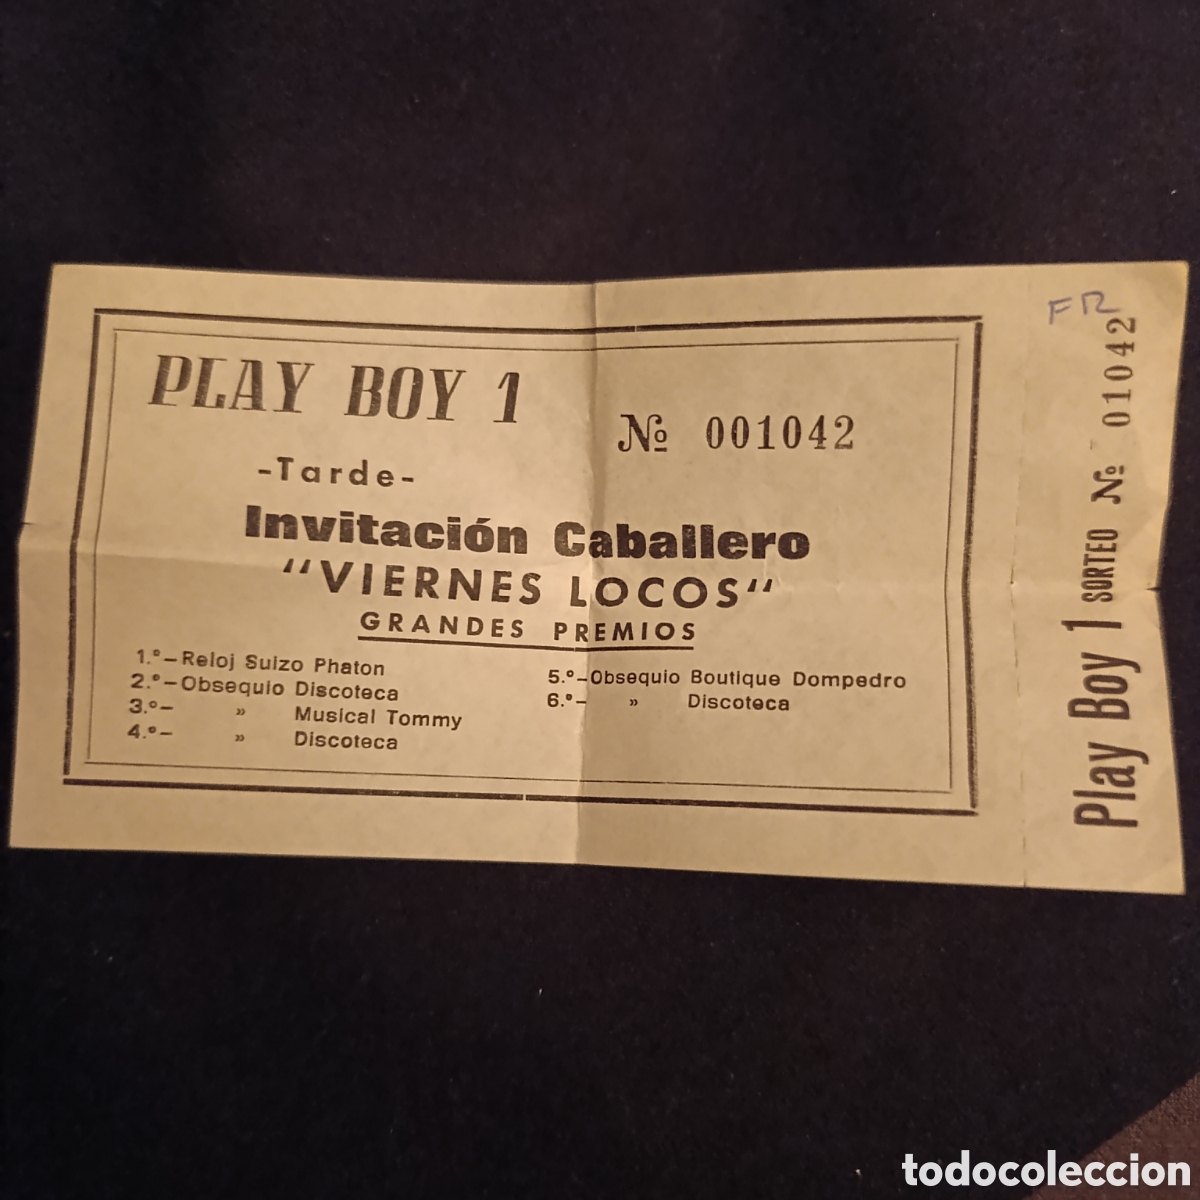 PLAY BOY 1
Nº 001042
-Tarde-
Invitación Caballero
"VIERNES LOCOS"
GRANDES PREMIOS
1.º—Reloj Suizo Phaton
2.º—Obsequio Discoteca
3.º— » Musical Tommy
4.º— » Discoteca
5.º—Obsequio Boutique Dompedro
6.º— » Discoteca
FR
Play Boy 1 SORTEO Nº 01042
todocoleccion